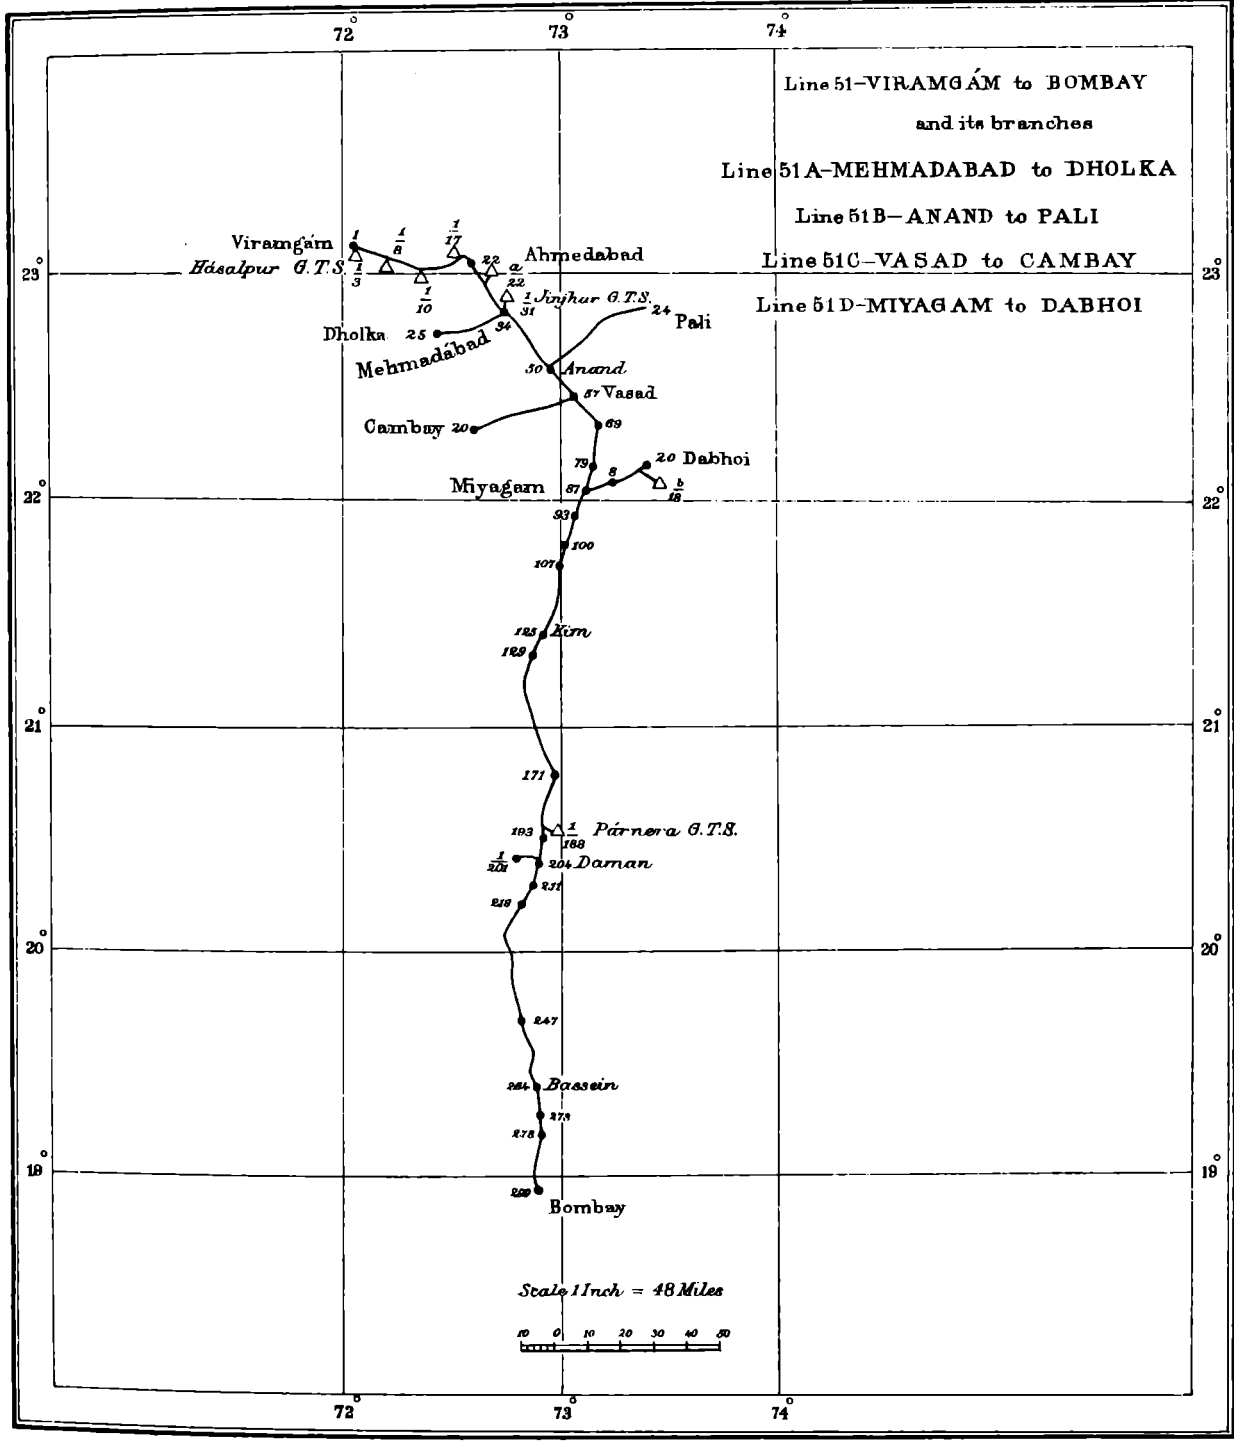 72° 73° 74°
Line 51-VIRAMGÁM to BOMBAY
and its branches
Line 51A-MEHMADABAD to DHOLKA
Line 51B-ANAND to PALI
Line 51C-VASAD to CAMBAY
Line 51D-MIYAGAM to DABHOI
Viramgám 1
1/8
1/17
Ahmedabad
22
a/22
Hásalpur G.T.S. 1/3
23° 23°
1/10
1/31 Jinjhar G.T.S.
34
24 Pali
Dholka 25
Mehmadábad
50 Anand
57 Vasad
Cambay 20
69
79
8
20 Dabhoi
Miyagam 87
b/18
22° 22°
93
100
107
125 Kim
129
21° 21°
171
193
1/188 Párnera G.T.S.
1/201
204 Daman
211
219
20° 20°
247
264 Bassein
273
278
19° 19°
Bombay
Scale 1 Inch = 48 Miles
10 0 10 20 30 40 50
72° 73° 74°